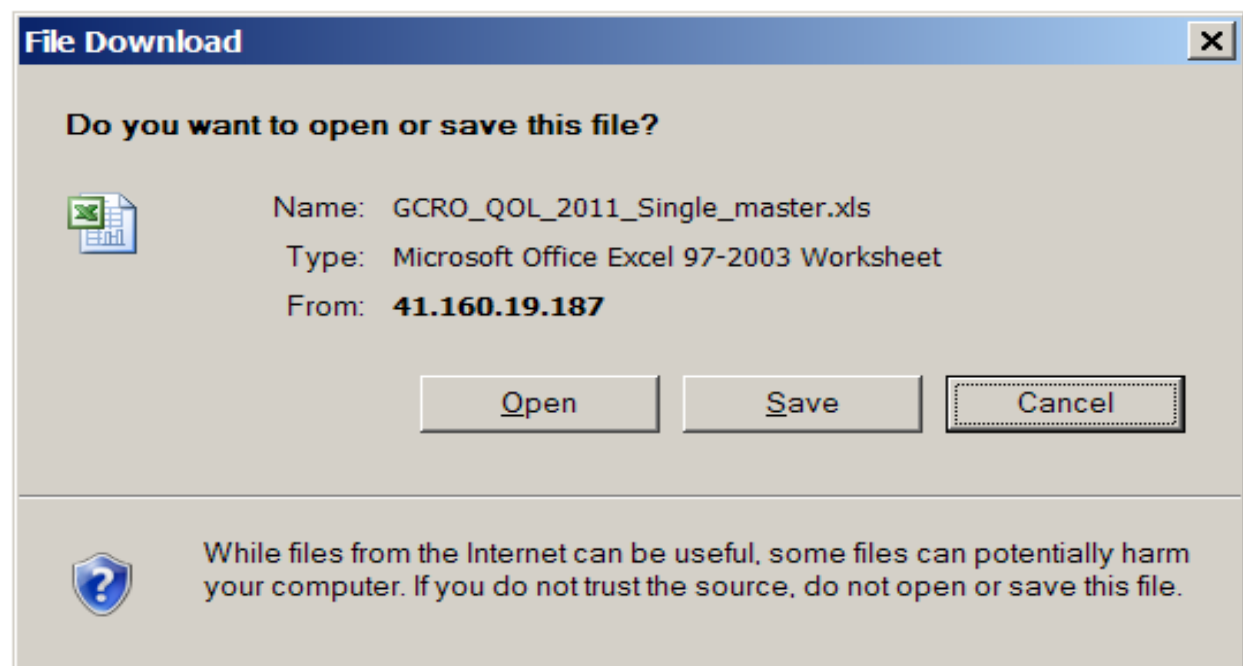 File Download
Do you want to open or save this file?
Name: GCRO_QOL_2011_Single_master.xls
Type: Microsoft Office Excel 97-2003 Worksheet
From: 41.160.19.187
Open Save Cancel
While files from the Internet can be useful, some files can potentially harm
your computer. If you do not trust the source, do not open or save this file.